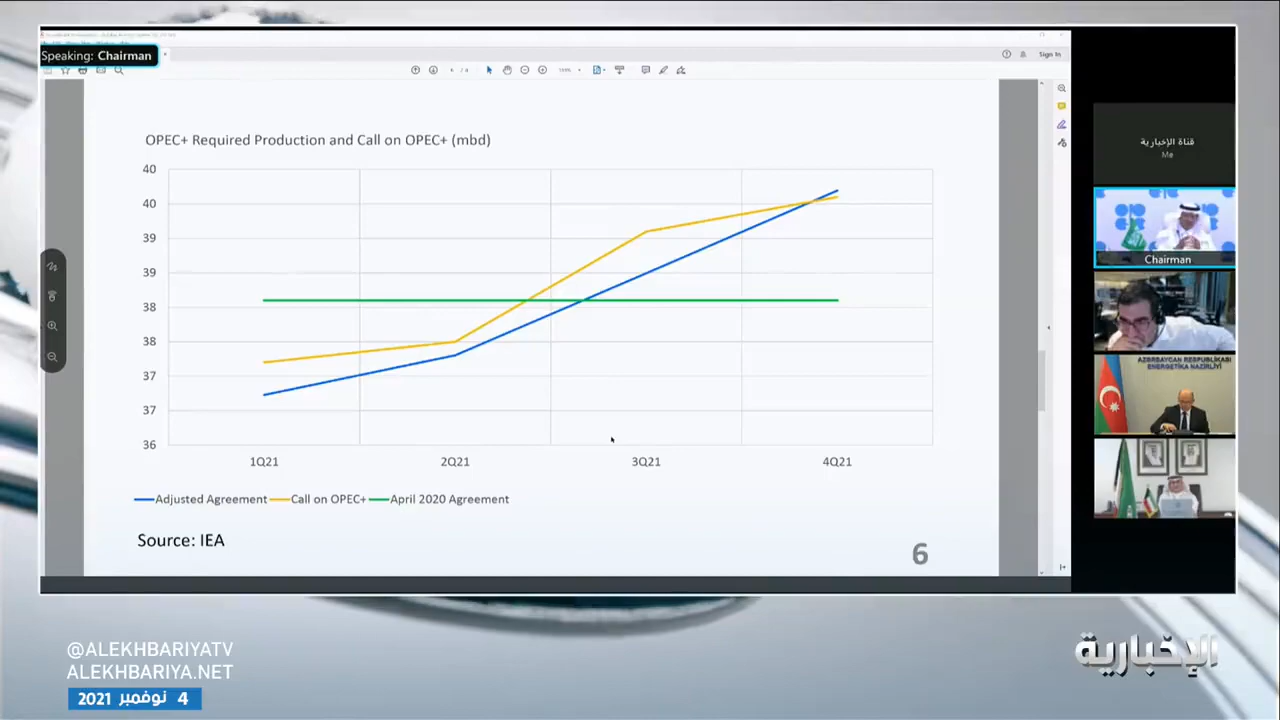 Speaking: Chairman
Sign In
OPEC+ Required Production and Call on OPEC+ (mbd)
40
40
39
39
38
38
37
37
36
1Q21
2Q21
3Q21
4Q21
Adjusted Agreement
Call on OPEC+
April 2020 Agreement
Source: IEA
6
قناة الإخبارية
Me
Chairman
AZƏRBAYCAN RESPUBLİKASI
ENERGETİKA NAZİRLİYİ
@ALEKHBARIYATV
ALEKHBARIYA.NET
4 نوفمبر 2021
الإخبارية